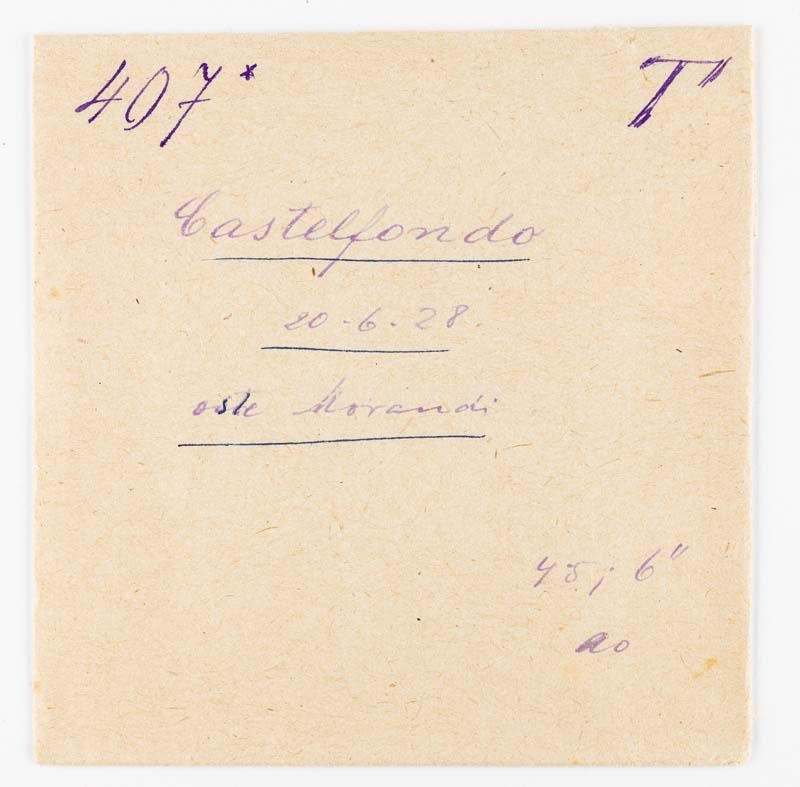 407* T"
Castelfondo
20-6-28.
oste Morandi
45; 6"
ao